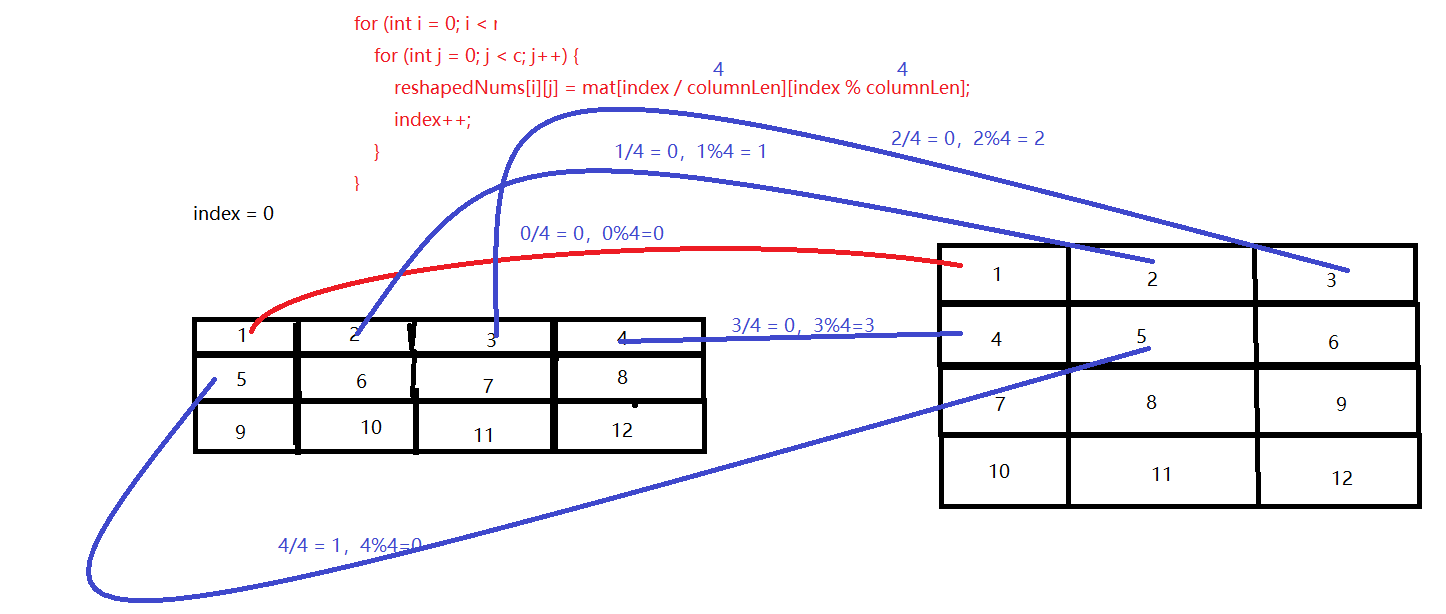 for (int i = 0; i < r
for (int j = 0; j < c; j++) {
4 4
reshapedNums[i][j] = mat[index / columnLen][index % columnLen];
index++;
}
}
2/4 = 0，2%4 = 2
1/4 = 0，1%4 = 1
index = 0
0/4 = 0，0%4=0
3/4 = 0，3%4=3
1 2 3 4
5 6 7 8
9 10 11 12
1 2 3
4 5 6
7 8 9
10 11 12
4/4 = 1，4%4=0